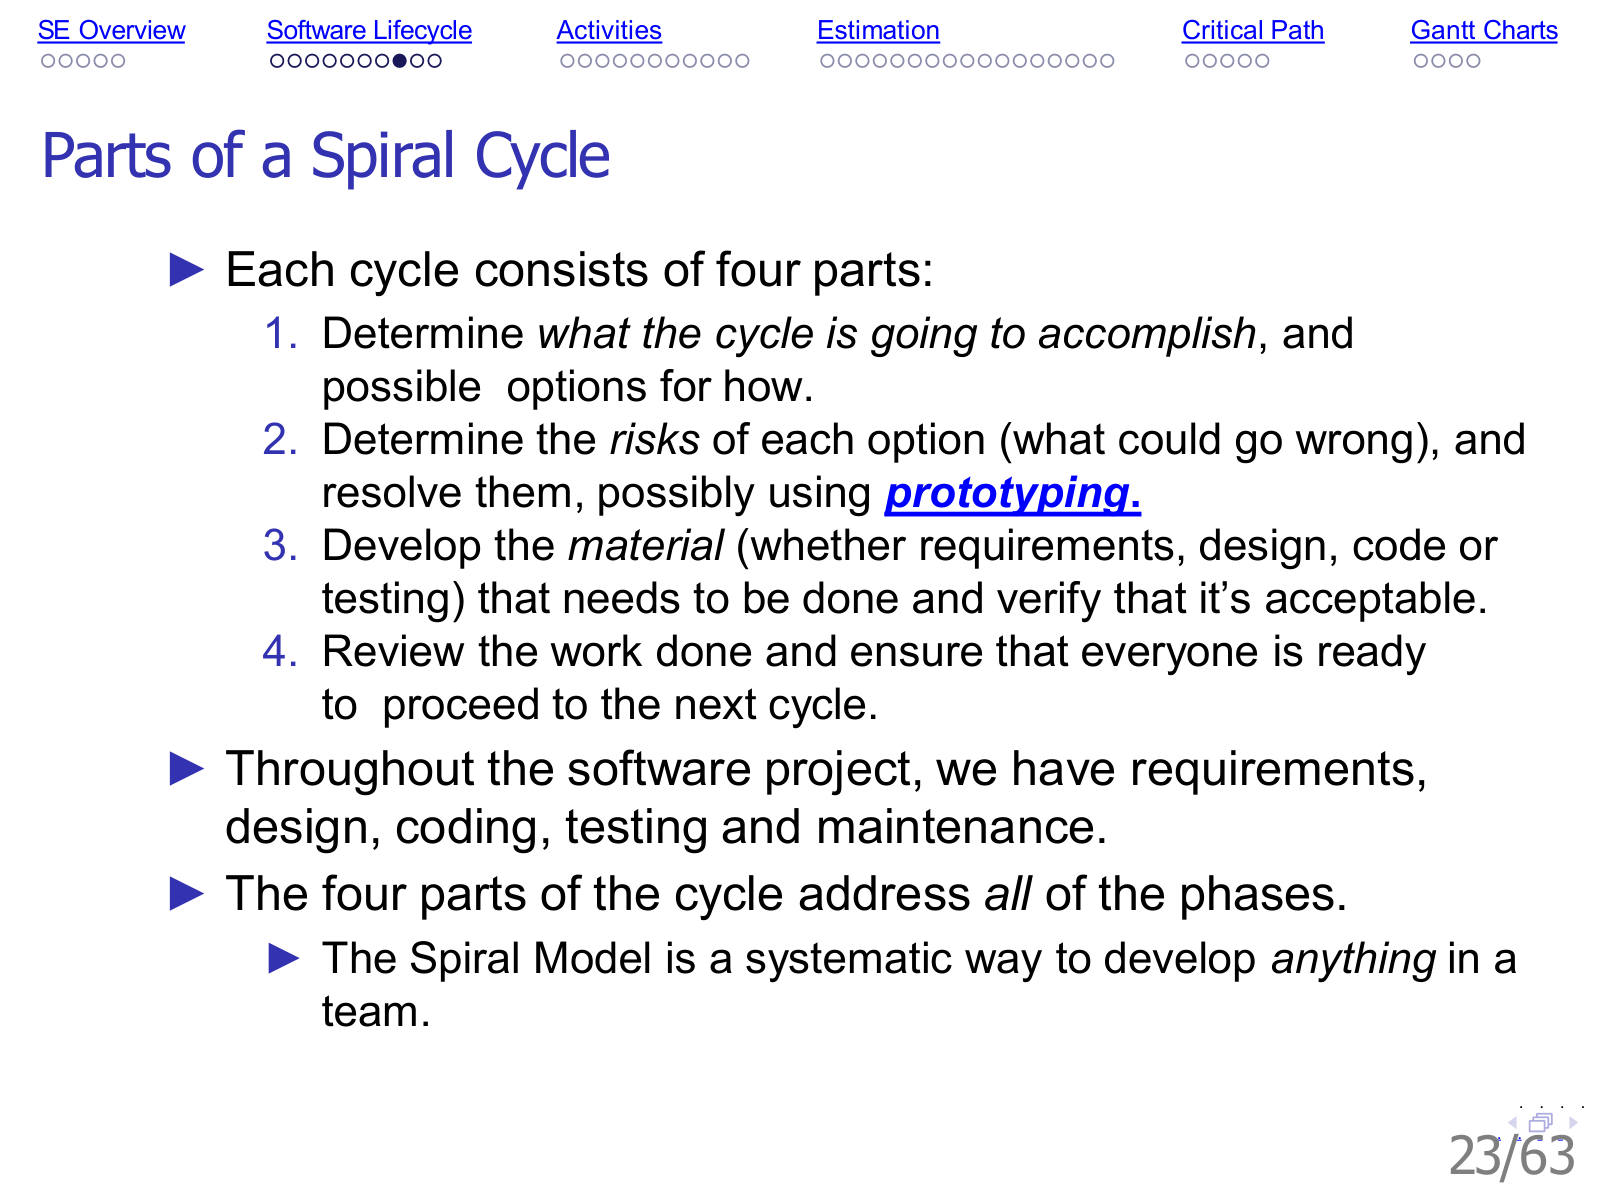 SE Overview Software Lifecycle Activities Estimation Critical Path Gantt Charts
Parts of a Spiral Cycle
Each cycle consists of four parts:
1. Determine what the cycle is going to accomplish, and
possible options for how.
2. Determine the risks of each option (what could go wrong), and
resolve them, possibly using prototyping.
3. Develop the material (whether requirements, design, code or
testing) that needs to be done and verify that it’s acceptable.
4. Review the work done and ensure that everyone is ready
to proceed to the next cycle.
Throughout the software project, we have requirements,
design, coding, testing and maintenance.
The four parts of the cycle address all of the phases.
The Spiral Model is a systematic way to develop anything in a
team.
23/63